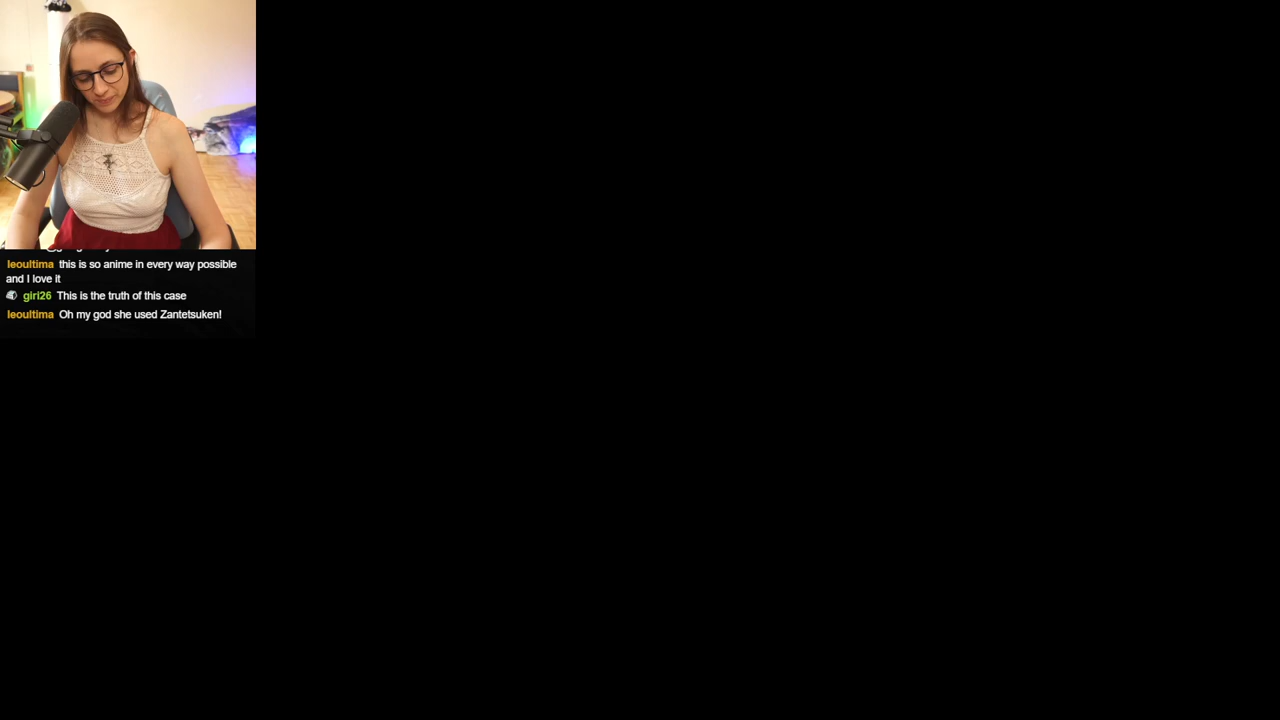 leoultima this is so anime in every way possible
and I love it
giri26 This is the truth of this case
leoultima Oh my god she used Zantetsuken!